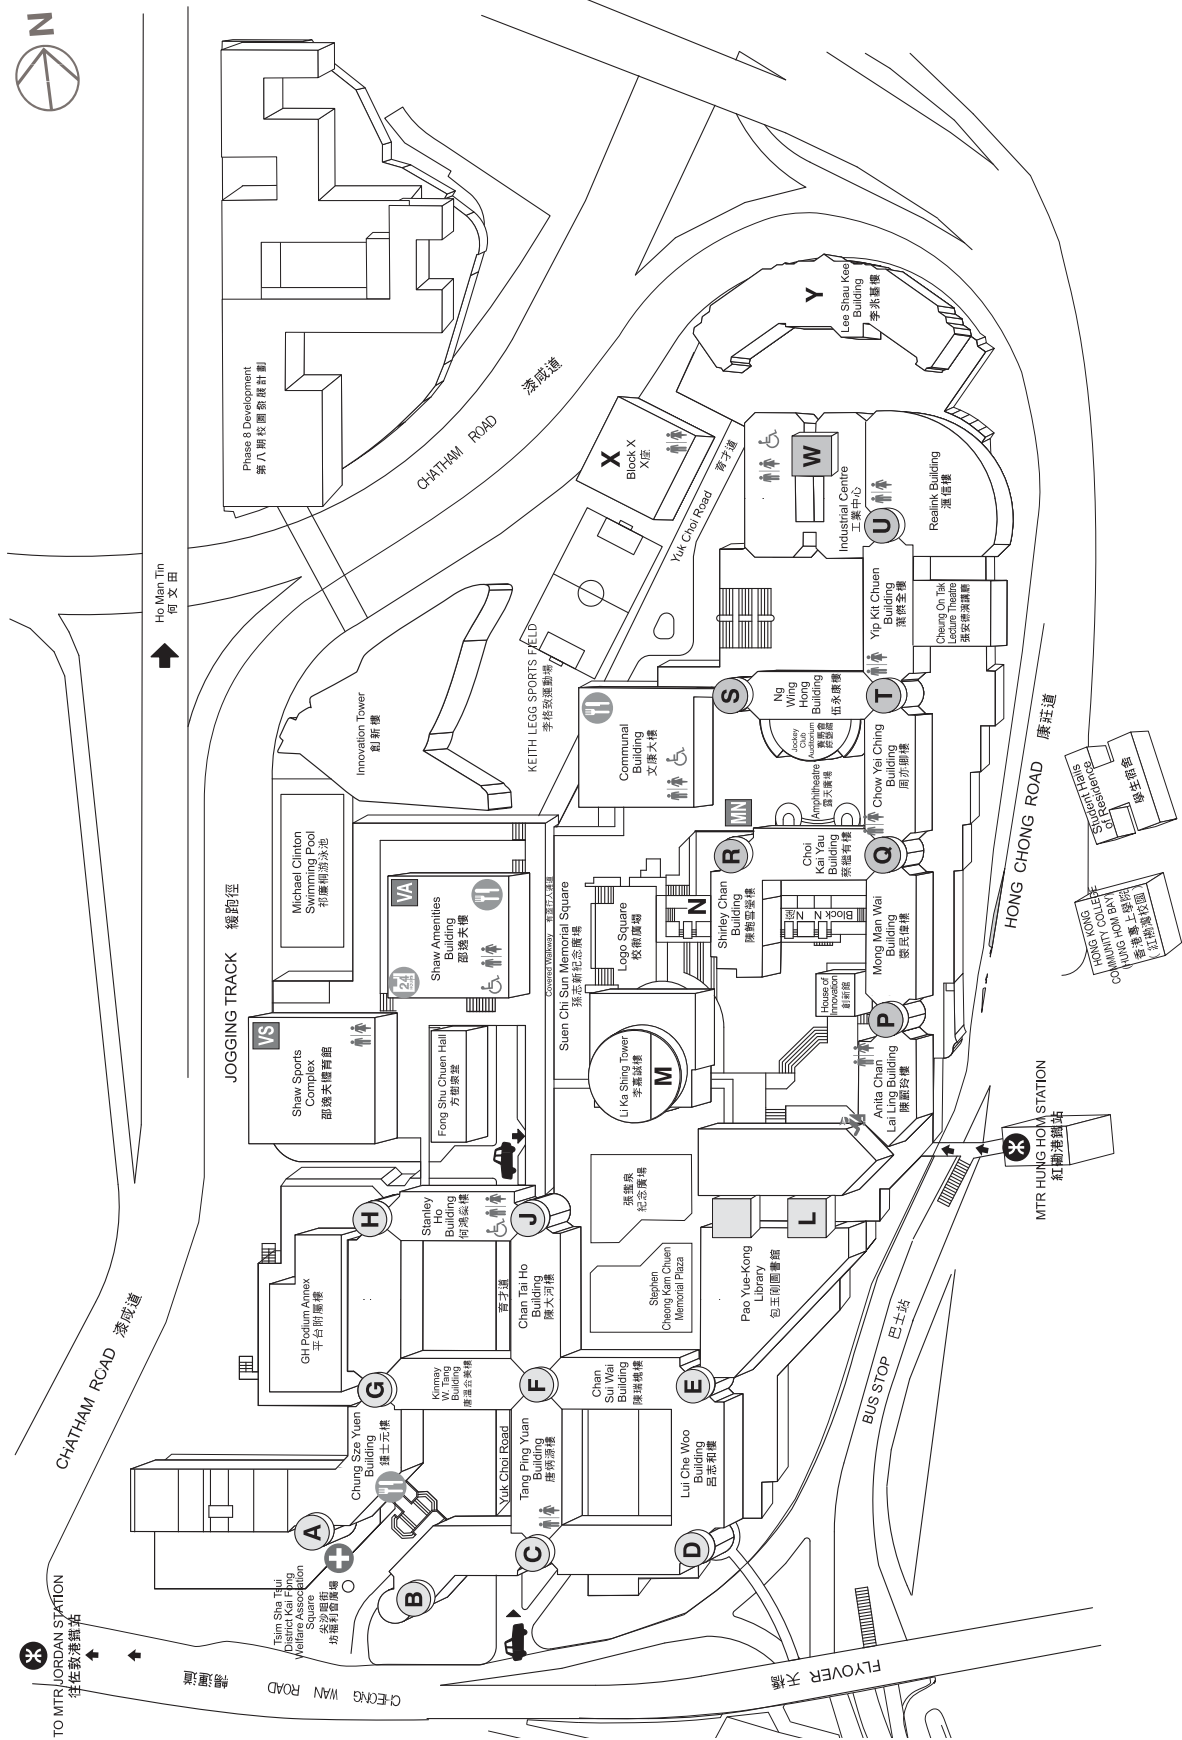 N
Phase 8 Development
第八期校園發展計劃
CHATHAM ROAD 漆咸道
Ho Man Tin
何文田
Y
Lee Shau Kee
Building
李兆基樓
X
Block X
X座
Yuk Choi Road 育才道
W
Industrial Centre
工業中心
Realink Building
滙信樓
U
Yip Kit Chuen
Building
葉傑全樓
Cheung On Tak
Lecture Theatre
張安德演講廳
KEITH LEGG SPORTS FIELD
李格致運動場
Innovation Tower
創新樓
Communal
Building
文康大樓
S
Ng
Wing
Hong
Building
伍永康樓
T
Jockey
Club
Auditorium
賽馬會
綜藝館
Amphitheatre
露天廣場
Chow Yei Ching
Building
周亦卿樓
MN
R
Choi
Kai Yau
Building
蔡繼有樓
Q
HONG CHONG ROAD 康莊道
Student Halls
of Residence
學生宿舍
HONG KONG
COMMUNITY COLLEGE
(HUNG HOM BAY)
香港專上學院
(紅磡灣校園)
Michael Clinton
Swimming Pool
祁廉桐游泳池
JOGGING TRACK 緩跑徑
VA
Shaw Amenities
Building
邵逸夫樓
24
Covered Walkway 有蓋行人通道
Suen Chi Sun Memorial Square
孫志新紀念廣場
Logo Square
校徽廣場
N
Shirley Chan
Building
陳鮑雪瑩樓
Block N N座
Mong Man Wai
Building
蒙民偉樓
House of
Innovation
創新館
P
VS
Shaw Sports
Complex
邵逸夫體育館
Fong Shu Chuen Hall
方樹泉堂
Li Ka Shing Tower
李嘉誠樓
M
Anita Chan
Lai Ling Building
陳麗玲樓
MTR HUNG HOM STATION
紅磡港鐵站
H
Stanley
Ho
Building
何鴻燊樓
J
張鑑泉
紀念廣場
L
GH Podium Annex
平台附屬樓
育才道
Chan Tai Ho
Building
陳大河樓
Stephen
Cheong Kam Chuen
Memorial Plaza
Pao Yue-Kong
Library
包玉剛圖書館
BUS STOP 巴士站
CHATHAM ROAD 漆咸道
G
Kinmay
W. Tang
Building
唐溫金美樓
F
Chan
Sui Wai
Building
陳瑞槐樓
E
Chung Sze Yuen
Building
鍾士元樓
Yuk Choi Road
Tang Ping Yuan
Building
唐炳源樓
Lui Che Woo
Building
呂志和樓
A
B
C
D
Tsim Sha Tsui
District Kai Fong
Welfare Association
Square
尖沙咀街
坊福利會廣場
TO MTR JORDAN STATION
往佐敦港鐵站
CHEONG WAN ROAD 暢運道
FLYOVER 天橋